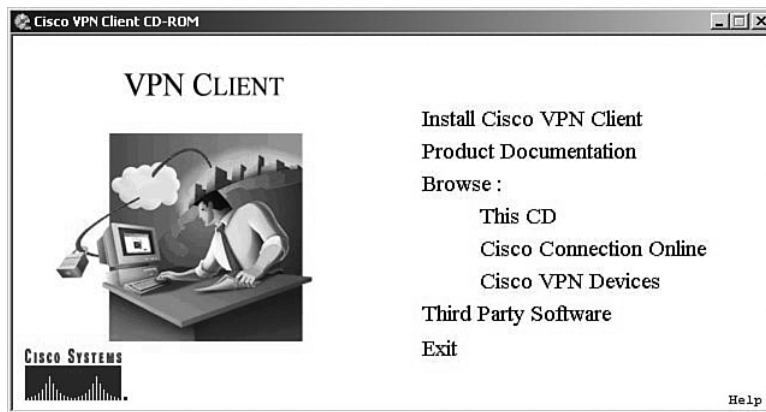 Cisco VPN Client CD-ROM
VPN CLIENT
Install Cisco VPN Client
Product Documentation
Browse :
This CD
Cisco Connection Online
Cisco VPN Devices
Third Party Software
Exit
CISCO SYSTEMS
Help